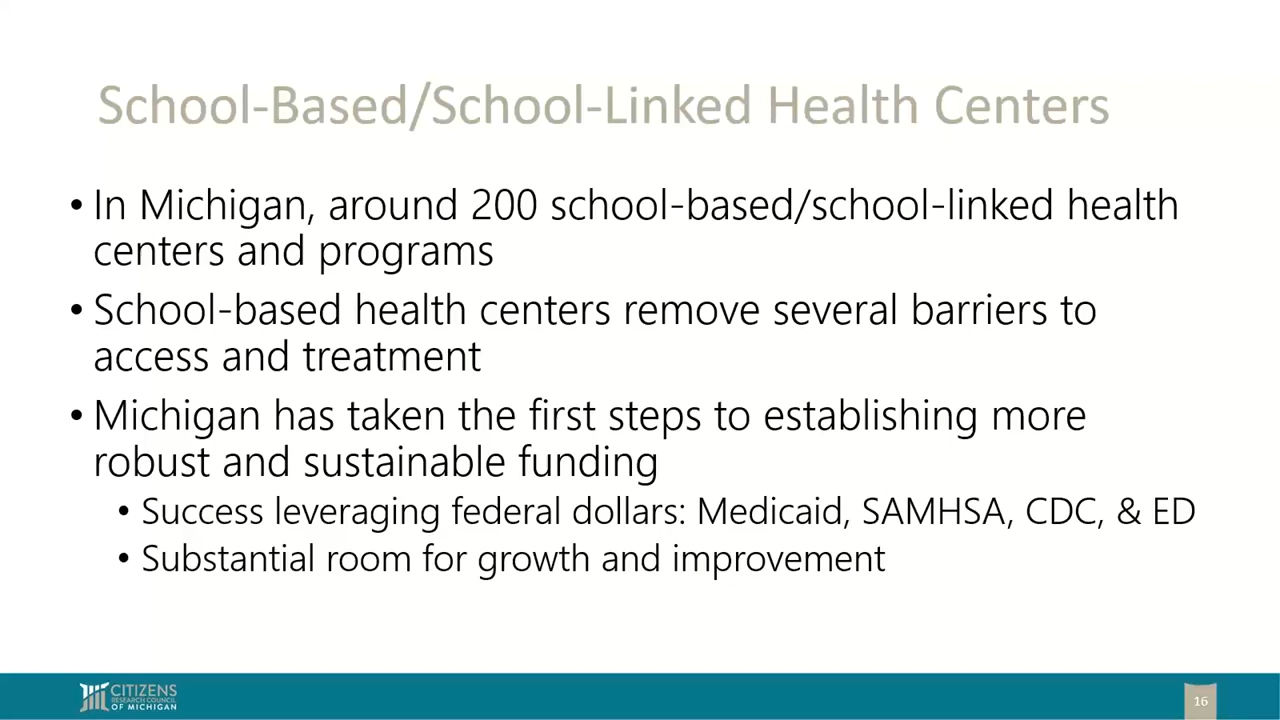 School-Based/School-Linked Health Centers
• In Michigan, around 200 school-based/school-linked health
centers and programs
• School-based health centers remove several barriers to
access and treatment
• Michigan has taken the first steps to establishing more
robust and sustainable funding
• Success leveraging federal dollars: Medicaid, SAMHSA, CDC, & ED
• Substantial room for growth and improvement
CITIZENS
RESEARCH COUNCIL
OF MICHIGAN
16